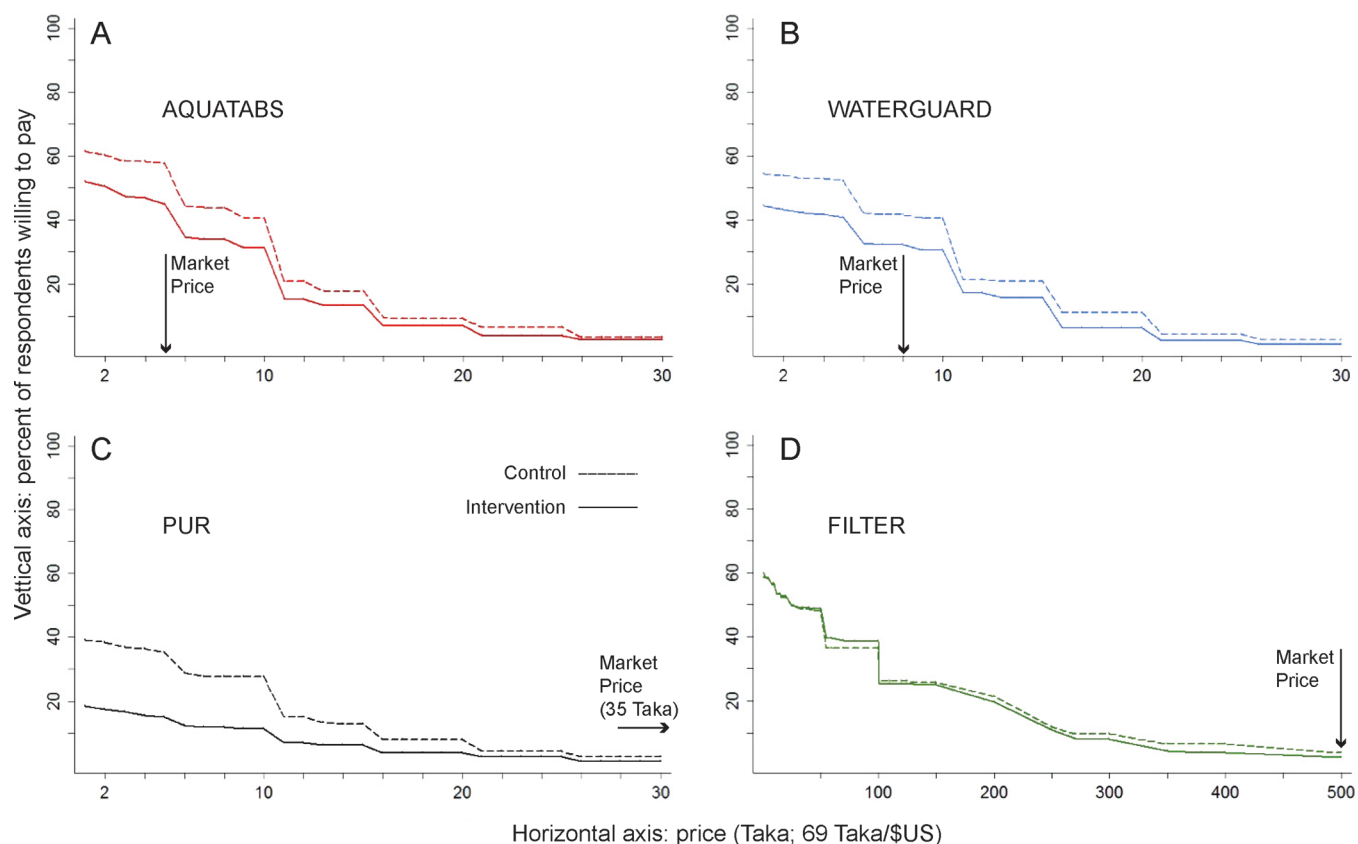 Vettical axis: percent of respondents willing to pay
A
AQUATABS
100
80
60
40
20
Market
Price
2
10
20
30
B
WATERGUARD
100
80
60
40
20
Market
Price
2
10
20
30
C
PUR
100
80
60
40
20
Control
Intervention
Market
Price
(35 Taka)
2
10
20
30
D
FILTER
100
80
60
40
20
Market
Price
100
200
300
400
500
Horizontal axis: price (Taka; 69 Taka/$US)